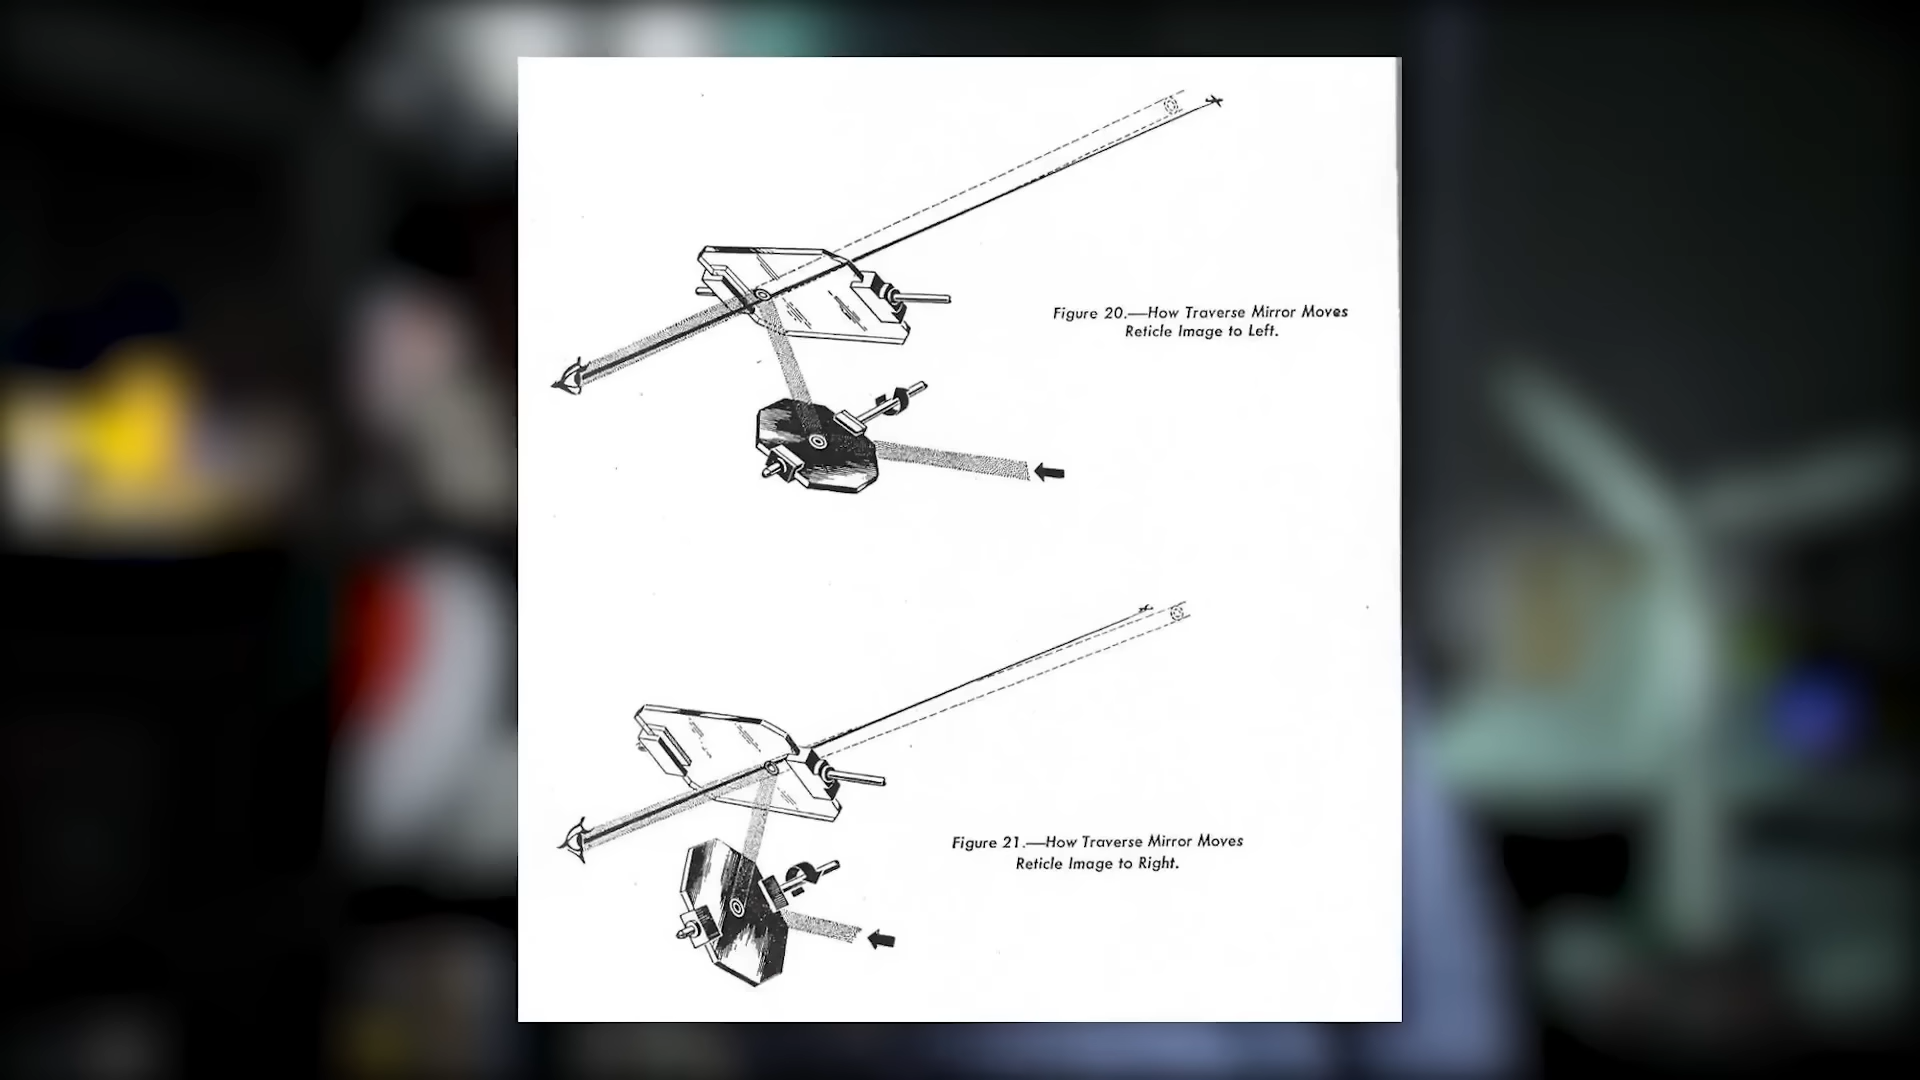 Figure 20.—How Traverse Mirror Moves
Reticle Image to Left.
Figure 21.—How Traverse Mirror Moves
Reticle Image to Right.